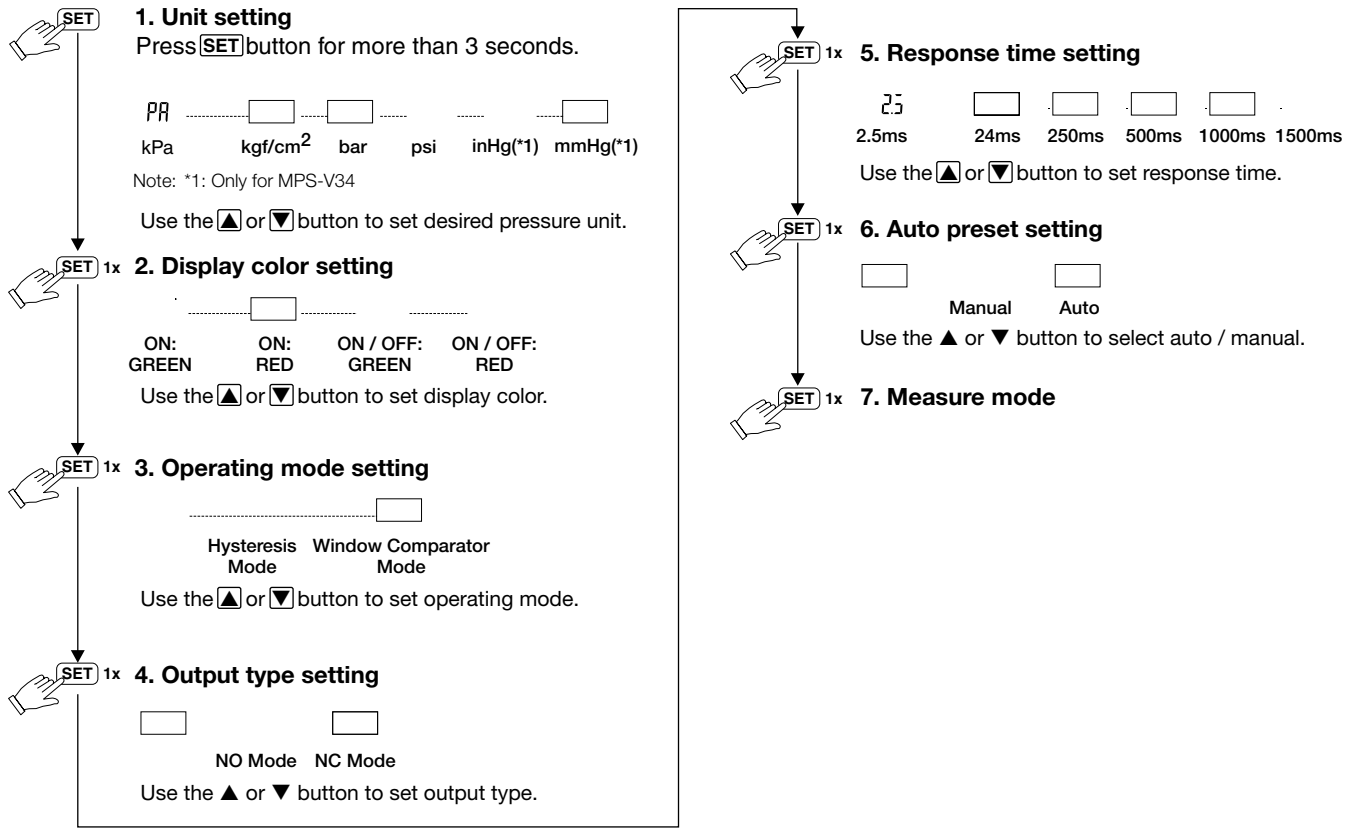 SET 1. Unit setting
Press SET button for more than 3 seconds.
PA
kPa kgf/cm2 bar psi inHg(*1) mmHg(*1)
Note: *1: Only for MPS-V34
Use the ▲ or ▼ button to set desired pressure unit.
SET 1x 2. Display color setting
ON: GREEN ON: RED ON / OFF: GREEN ON / OFF: RED
Use the ▲ or ▼ button to set display color.
SET 1x 3. Operating mode setting
Hysteresis Mode Window Comparator Mode
Use the ▲ or ▼ button to set operating mode.
SET 1x 4. Output type setting
NO Mode NC Mode
Use the ▲ or ▼ button to set output type.
SET 1x 5. Response time setting
2.5
2.5ms 24ms 250ms 500ms 1000ms 1500ms
Use the ▲ or ▼ button to set response time.
SET 1x 6. Auto preset setting
Manual Auto
Use the ▲ or ▼ button to select auto / manual.
SET 1x 7. Measure mode